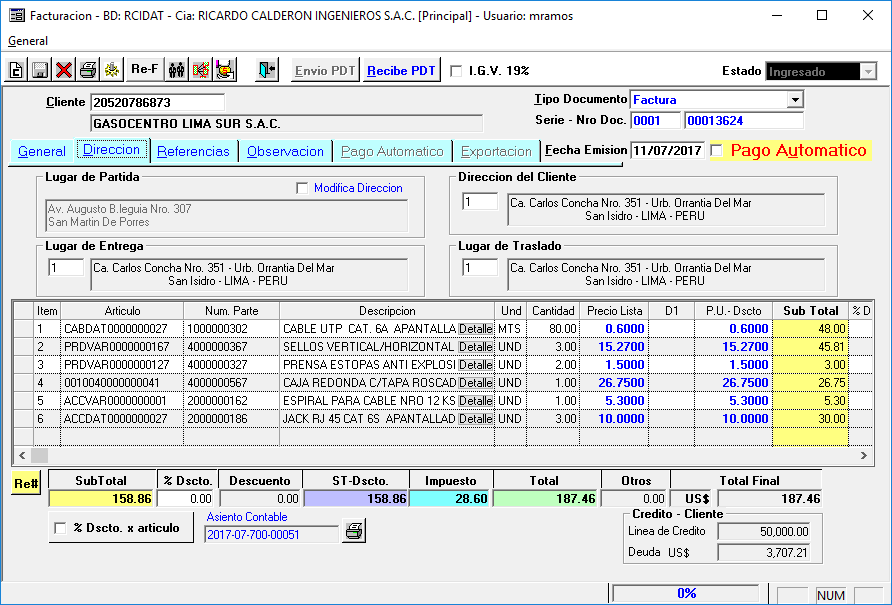 Facturacion - BD: RCIDAT - Cia: RICARDO CALDERON INGENIEROS S.A.C. [Principal] - Usuario: mramos
General
Re-F Envio PDT Recibe PDT I.G.V. 19% Estado Ingresado
Cliente 20520786873 Tipo Documento Factura
GASOCENTRO LIMA SUR S.A.C. Serie - Nro Doc. 0001 00013624
General Direccion Referencias Observacion Pago Automatico Exportacion Fecha Emision 11/07/2017 Pago Automatico
Lugar de Partida
Modifica Direccion
Av. Augusto B.leguia Nro. 307
San Martin De Porres
Direccion del Cliente
1 Ca. Carlos Concha Nro. 351 - Urb. Orrantia Del Mar
San Isidro - LIMA - PERU
Lugar de Entrega
1 Ca. Carlos Concha Nro. 351 - Urb. Orrantia Del Mar
San Isidro - LIMA - PERU
Lugar de Traslado
1 Ca. Carlos Concha Nro. 351 - Urb. Orrantia Del Mar
San Isidro - LIMA - PERU
Item Articulo Num. Parte Descripcion Und Cantidad Precio Lista D1 P.U.- Dscto Sub Total % D
1 CABDAT0000000027 1000000302 CABLE UTP CAT. 6A APANTALLA Detalle MTS 80.00 0.6000 0.6000 48.00
2 PRDVAR0000000167 4000000367 SELLOS VERTICAL/HORIZONTAL Detalle UND 3.00 15.2700 15.2700 45.81
3 PRDVAR0000000127 4000000327 PRENSA ESTOPAS ANTI EXPLOSI Detalle UND 2.00 1.5000 1.5000 3.00
4 0010040000000041 4000000567 CAJA REDONDA C/TAPA ROSCAD Detalle UND 1.00 26.7500 26.7500 26.75
5 ACCVAR0000000001 2000000162 ESPIRAL PARA CABLE NRO 12 KS Detalle UND 1.00 5.3000 5.3000 5.30
6 ACCDAT0000000027 2000000186 JACK RJ 45 CAT 6S APANTALLAD Detalle UND 3.00 10.0000 10.0000 30.00
Re# SubTotal % Dscto. Descuento ST-Dscto. Impuesto Total Otros Total Final
158.86 0.00 0.00 158.86 28.60 187.46 0.00 US$ 187.46
% Dscto. x articulo
Asiento Contable
2017-07-700-00051
Credito - Cliente
Linea de Credito 50,000.00
Deuda US$ 3,707.21
0% NUM